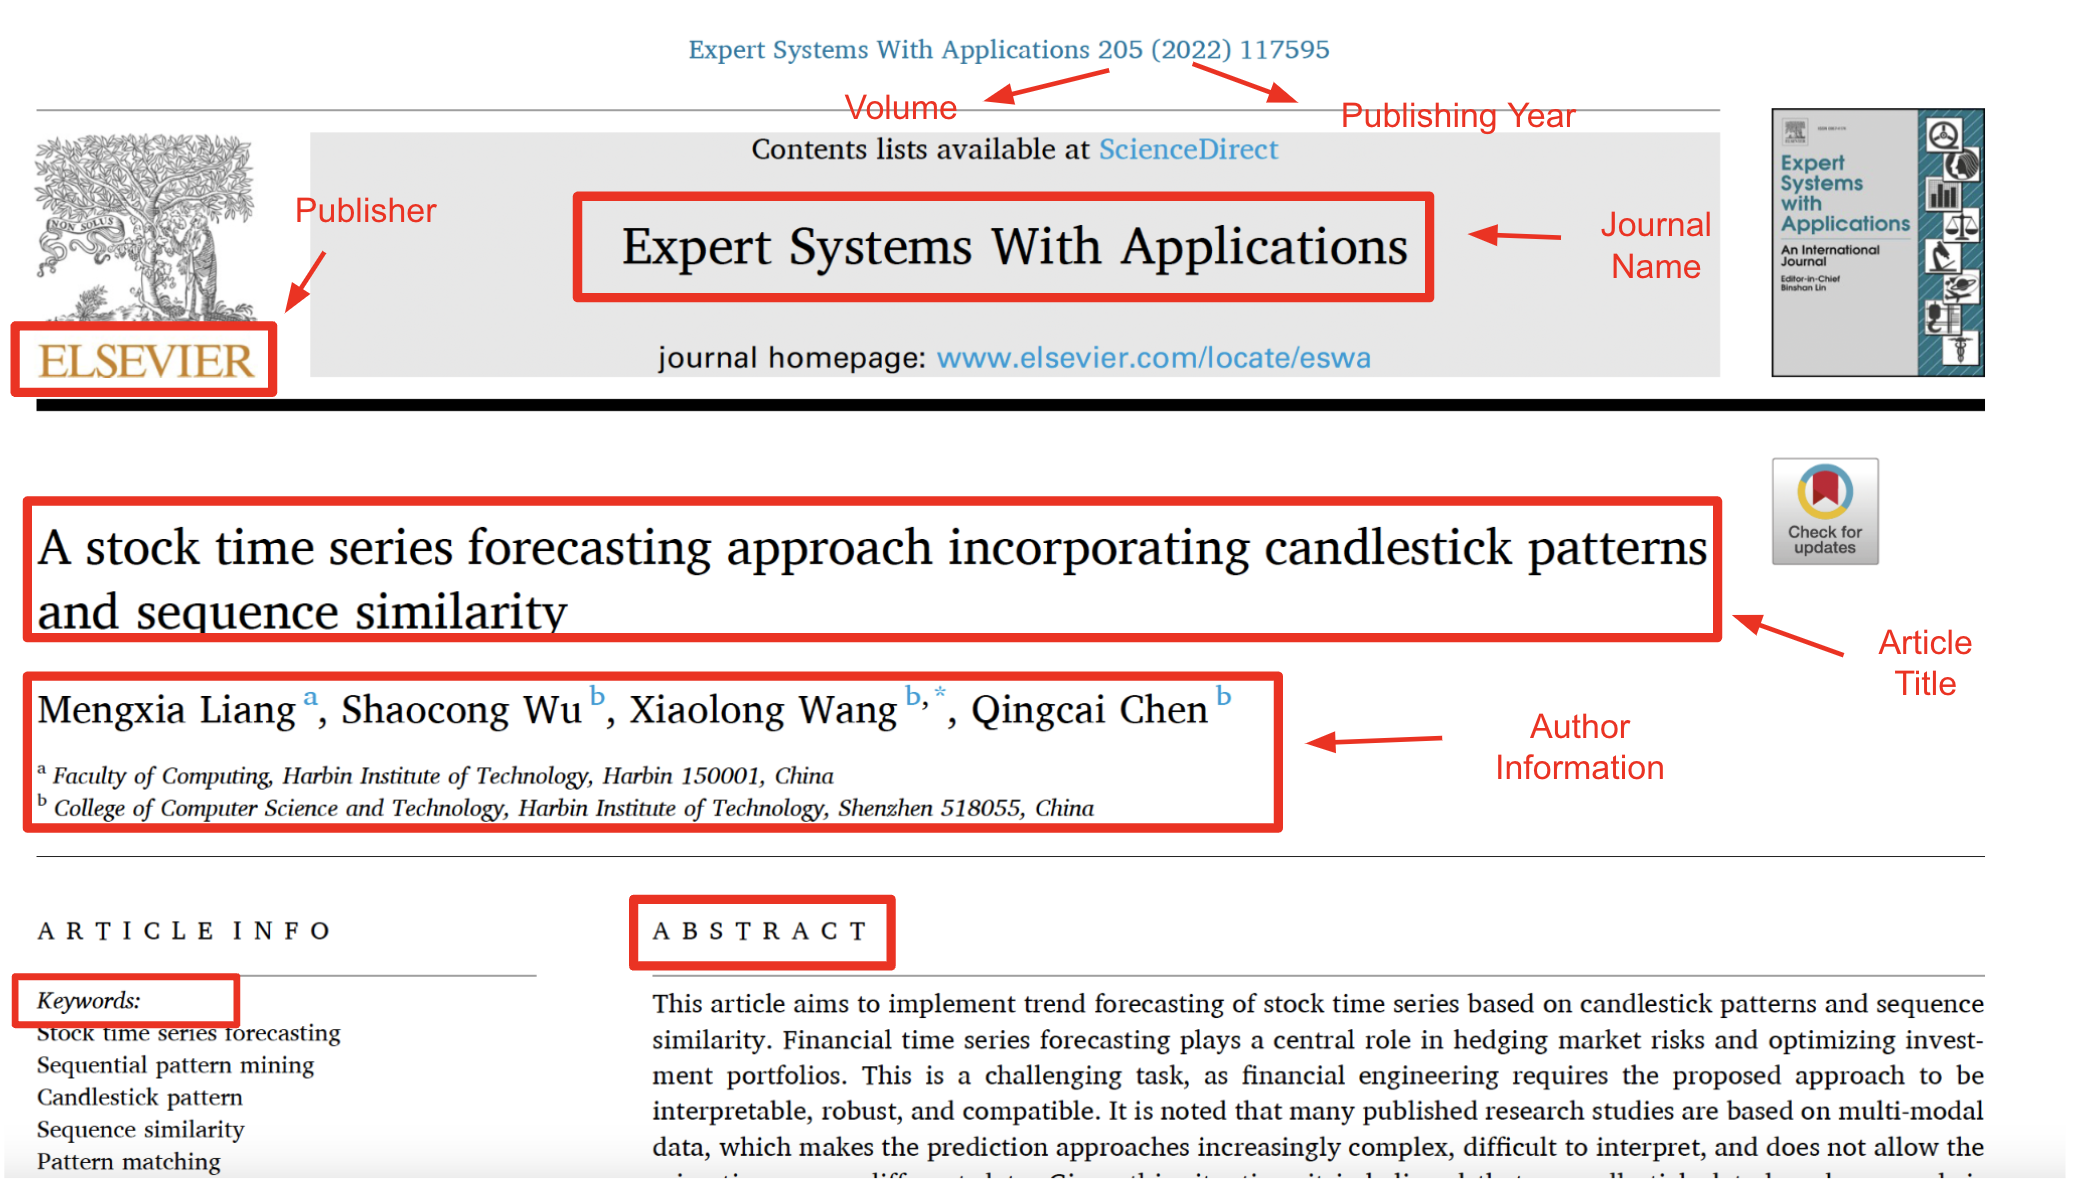 Expert Systems With Applications 205 (2022) 117595
Volume
Publishing Year
Contents lists available at ScienceDirect
NON SOLUS
Publisher
Expert Systems With Applications
Journal
Name
journal homepage: www.elsevier.com/locate/eswa
ELSEVIER
Expert
Systems
with
Applications
An International
Journal
Editor-in-Chief
Binshan Lin
Check for
updates
A stock time series forecasting approach incorporating candlestick patterns
and sequence similarity
Article
Title
Mengxia Liang a, Shaocong Wu b, Xiaolong Wang b,*, Qingcai Chen b
Author
Information
a Faculty of Computing, Harbin Institute of Technology, Harbin 150001, China
b College of Computer Science and Technology, Harbin Institute of Technology, Shenzhen 518055, China
ARTICLE INFO
Keywords:
Stock time series forecasting
Sequential pattern mining
Candlestick pattern
Sequence similarity
Pattern matching
ABSTRACT
This article aims to implement trend forecasting of stock time series based on candlestick patterns and sequence
similarity. Financial time series forecasting plays a central role in hedging market risks and optimizing invest-
ment portfolios. This is a challenging task, as financial engineering requires the proposed approach to be
interpretable, robust, and compatible. It is noted that many published research studies are based on multi-modal
data, which makes the prediction approaches increasingly complex, difficult to interpret, and does not allow the